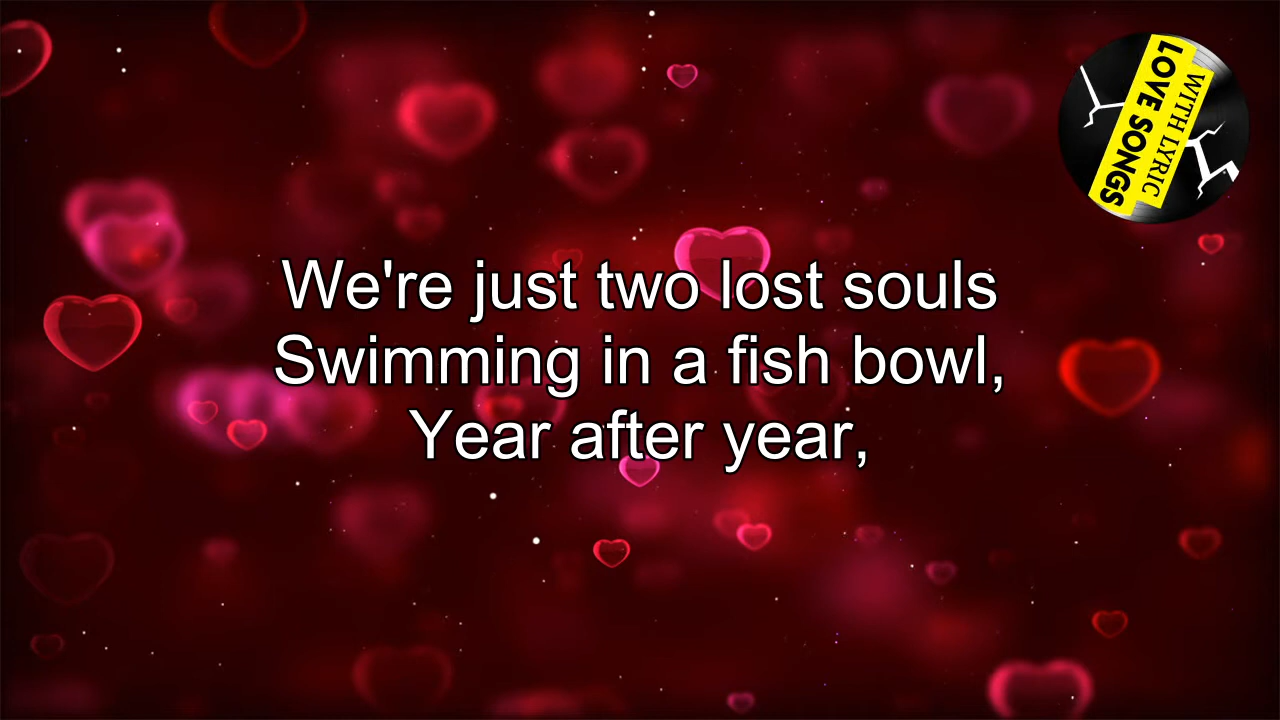 We're just two lost souls
Swimming in a fish bowl,
Year after year,
LOVE SONGS
WITH LYRIC